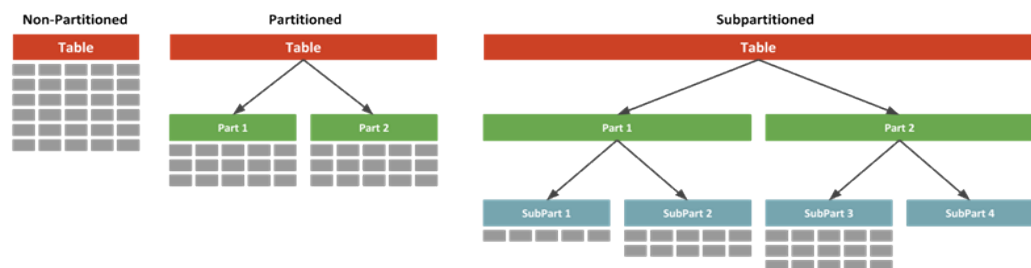 Non-Partitioned
Partitioned
Subpartitioned
Table
Table
Table
Part 1
Part 2
Part 1
Part 2
SubPart 1
SubPart 2
SubPart 3
SubPart 4